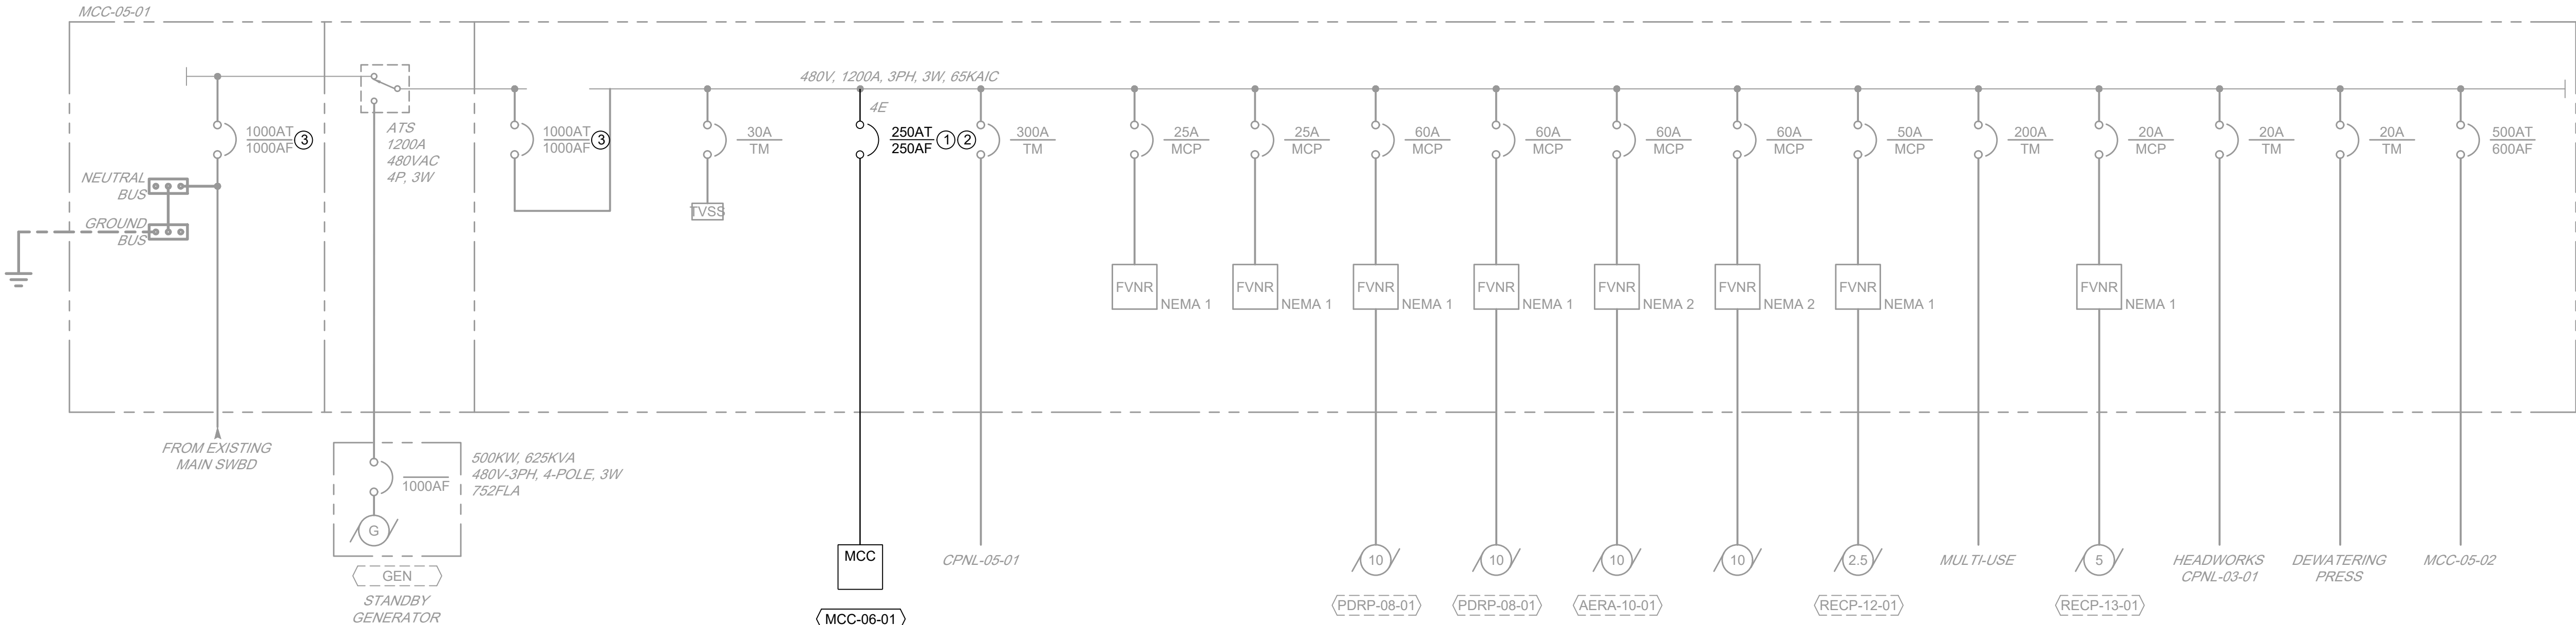 MCC-05-01
480V, 1200A, 3PH, 3W, 65KAIC
4E
1000AT
1000AF
3
ATS
1200A
480VAC
4P, 3W
1000AT
1000AF
3
30A
TM
TVSS
250AT
250AF
1
2
300A
TM
25A
MCP
25A
MCP
60A
MCP
60A
MCP
60A
MCP
60A
MCP
50A
MCP
200A
TM
20A
MCP
20A
TM
20A
TM
500AT
600AF
NEUTRAL
BUS
GROUND
BUS
FVNR
NEMA 1
FVNR
NEMA 1
FVNR
NEMA 1
FVNR
NEMA 1
FVNR
NEMA 2
FVNR
NEMA 2
FVNR
NEMA 1
FVNR
NEMA 1
FROM EXISTING
MAIN SWBD
1000AF
500KW, 625KVA
480V-3PH, 4-POLE, 3W
752FLA
G
GEN
STANDBY
GENERATOR
MCC
MCC-06-01
CPNL-05-01
10
PDRP-08-01
10
PDRP-08-01
10
AERA-10-01
10
2.5
RECP-12-01
MULTI-USE
5
RECP-13-01
HEADWORKS
CPNL-03-01
DEWATERING
PRESS
MCC-05-02